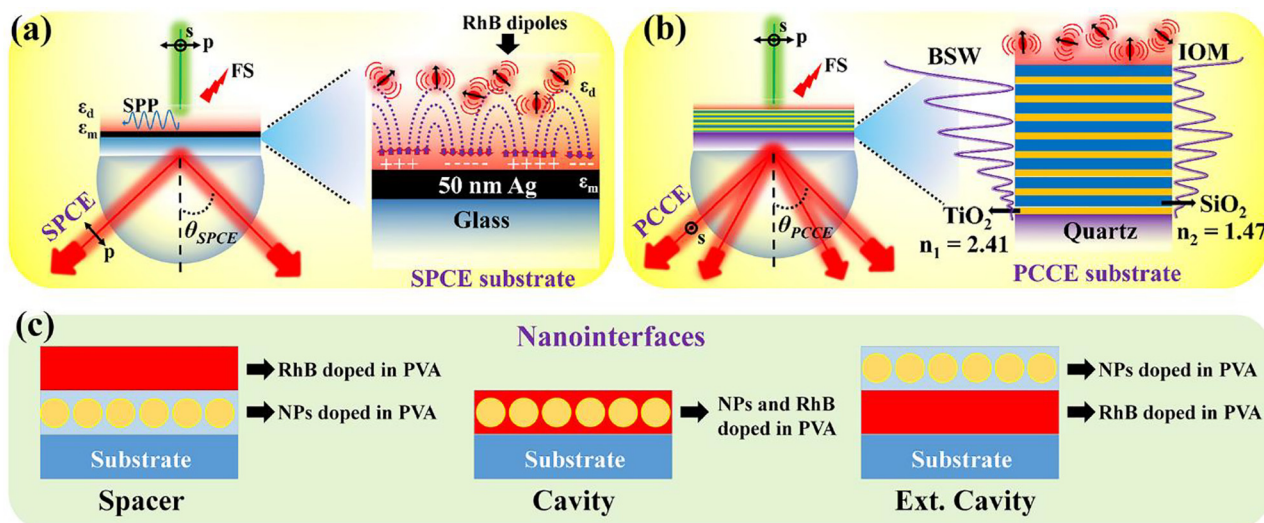 (a)
s
p
FS
SPP
εd
εm
SPCE
p
θSPCE
RhB dipoles
εd
+++
-----
++++
---
50 nm Ag
εm
Glass
SPCE substrate
(b)
s
p
FS
PCCE
s
θPCCE
BSW
IOM
TiO2
n1 = 2.41
Quartz
SiO2
n2 = 1.47
PCCE substrate
(c)
Nanointerfaces
RhB doped in PVA
NPs doped in PVA
Substrate
Spacer
NPs and RhB
doped in PVA
Substrate
Cavity
NPs doped in PVA
RhB doped in PVA
Substrate
Ext. Cavity